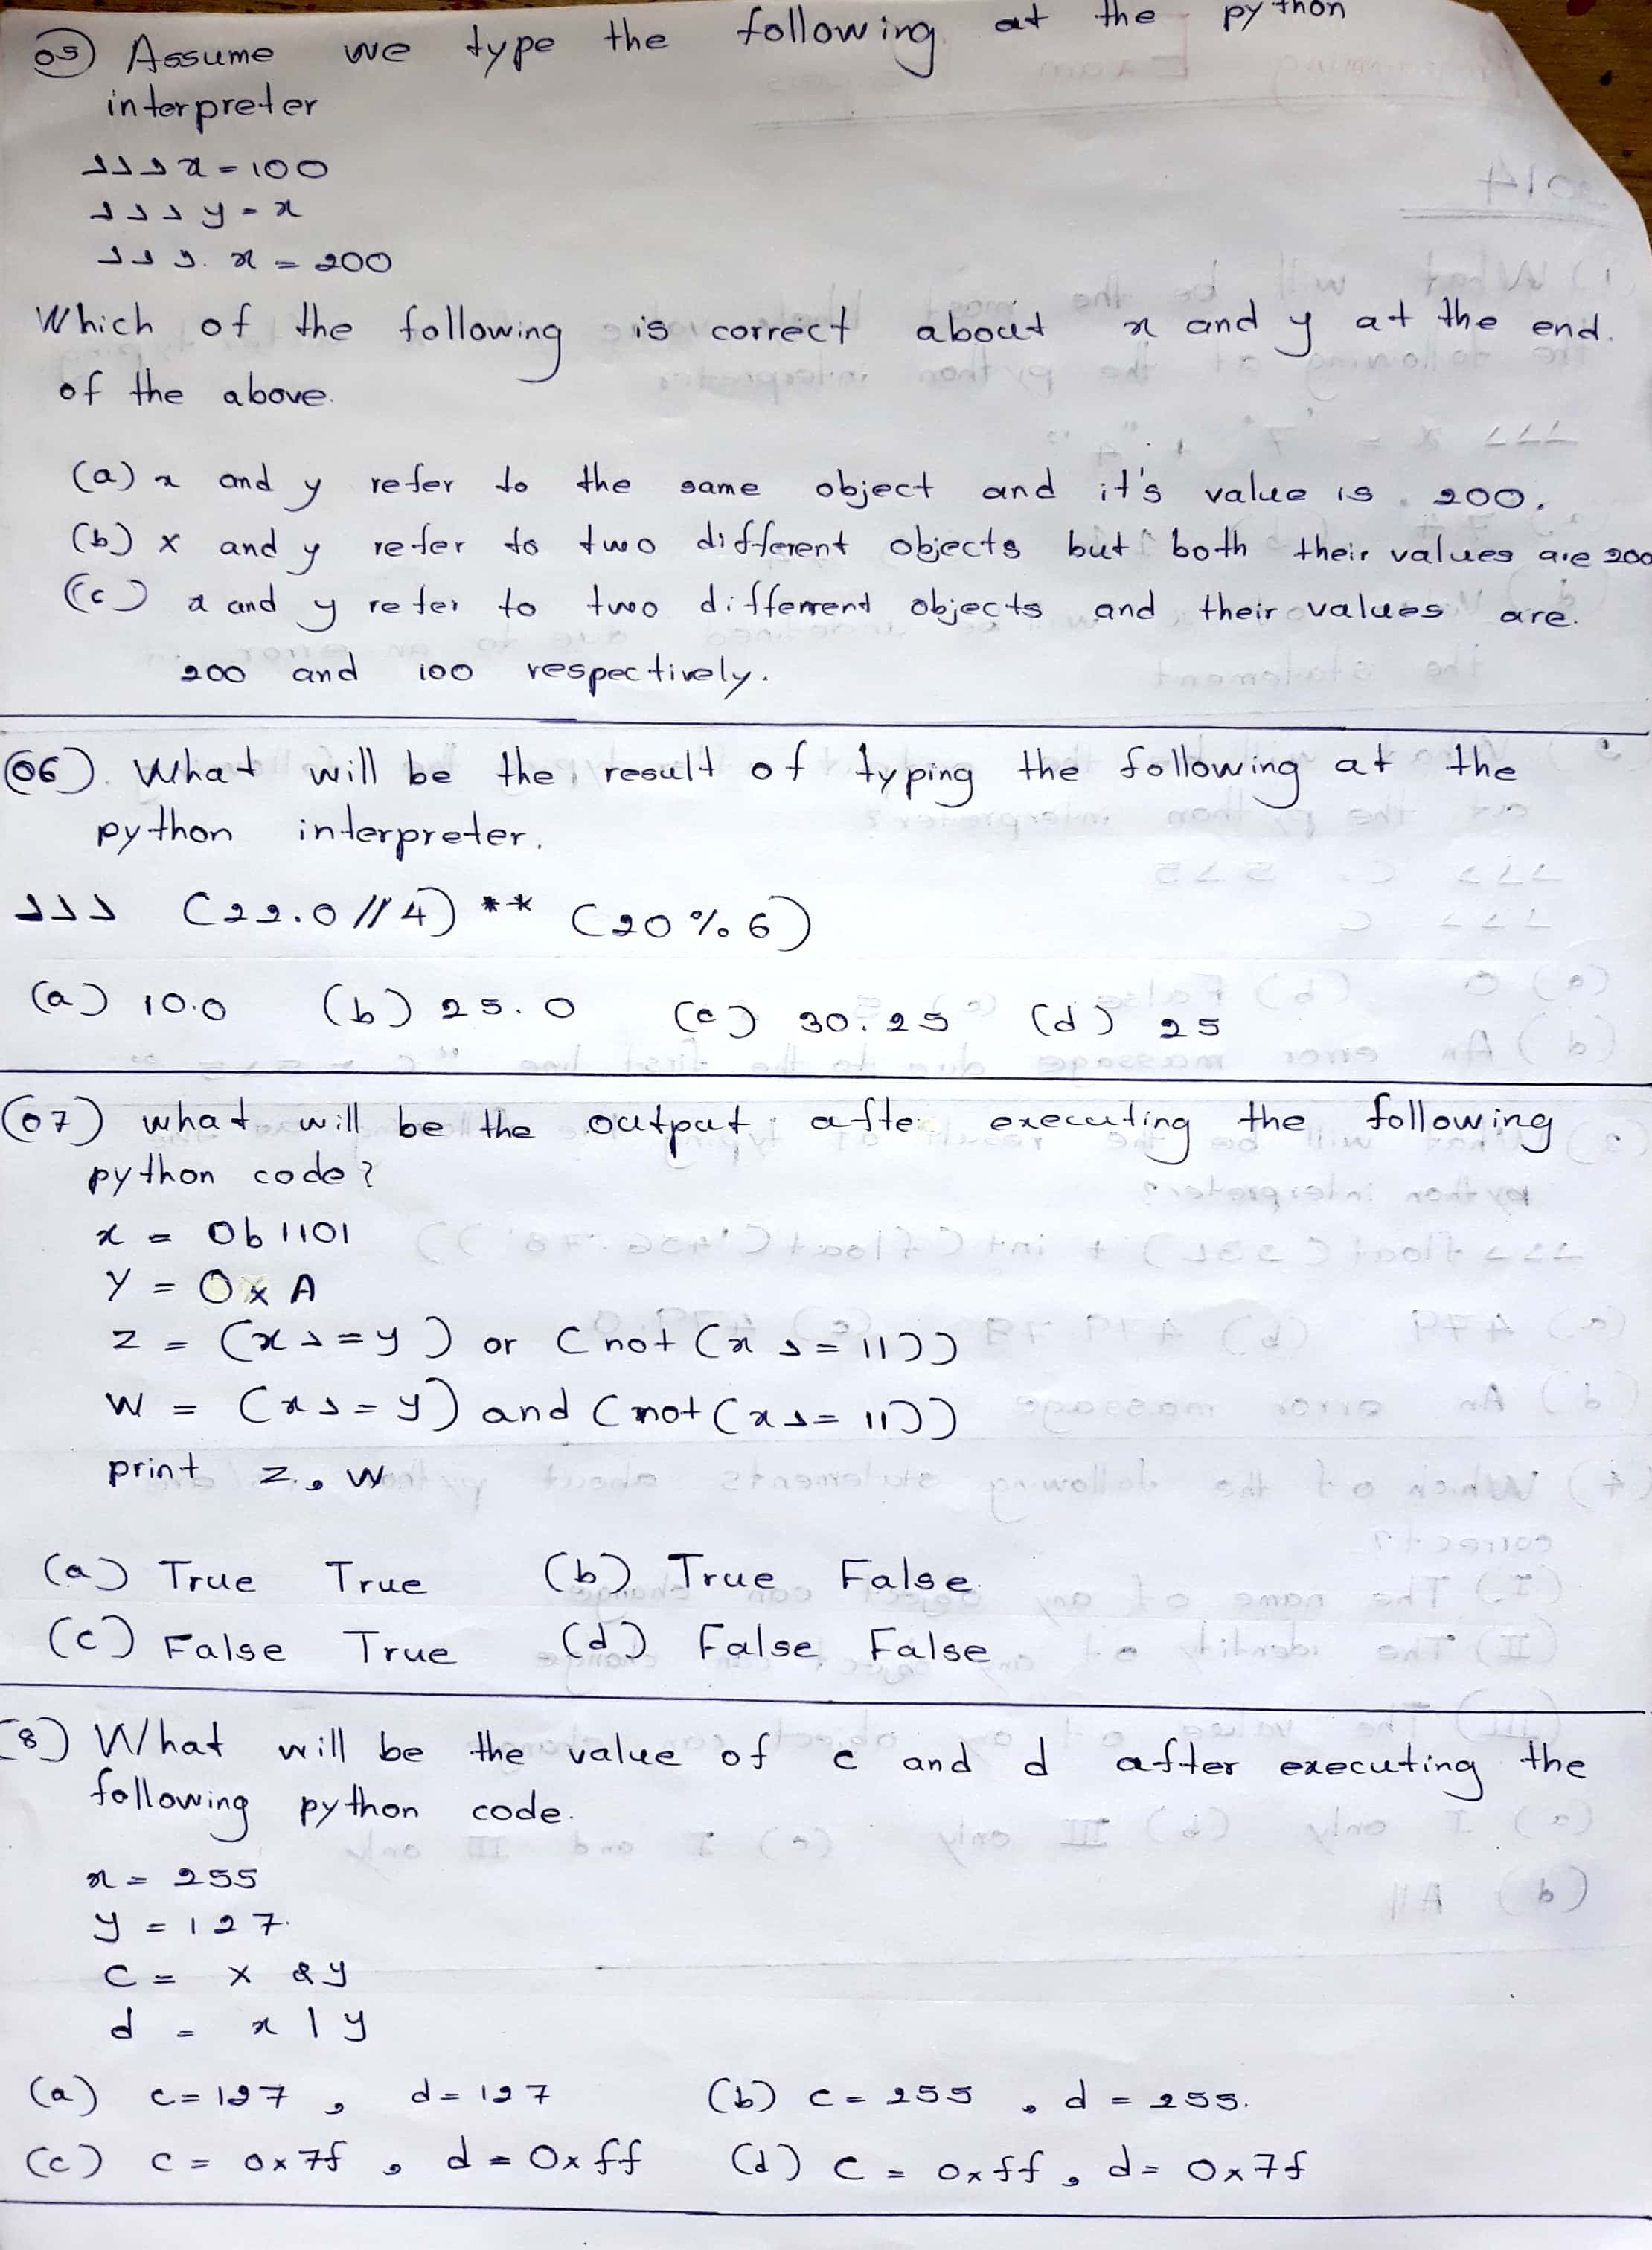 05) Assume we type the following at the python
interpreter
>>> x = 100
>>> y = x
>>> x = 200
Which of the following is correct about x and y at the end.
of the above.
(a) x and y refer to the same object and it's value is 200.
(b) x and y refer to two different objects but both their values are 200
(c) x and y refer to two different objects and their values are.
200 and 100 respectively.
(06) What will be the result of typing the following at the
python interpreter.
>>> (22.0 // 4) ** (20 % 6)
(a) 10.0 (b) 25.0 (c) 30.25 (d) 25
(07) what will be the output after executing the following
python code?
x = 0b1101
Y = 0xA
z = (x >= y) or (not (x >= 11))
W = (x >= y) and (not (x >= 11))
print z, w
(a) True True (b) True False
(c) False True (d) False False
8) What will be the value of c and d after executing the
following python code.
x = 255
y = 127.
C = x & y
d = x | y
(a) c = 127, d = 127 (b) c = 255, d = 255.
(c) c = 0x7f, d = 0xff (d) c = 0xff, d = 0x7f